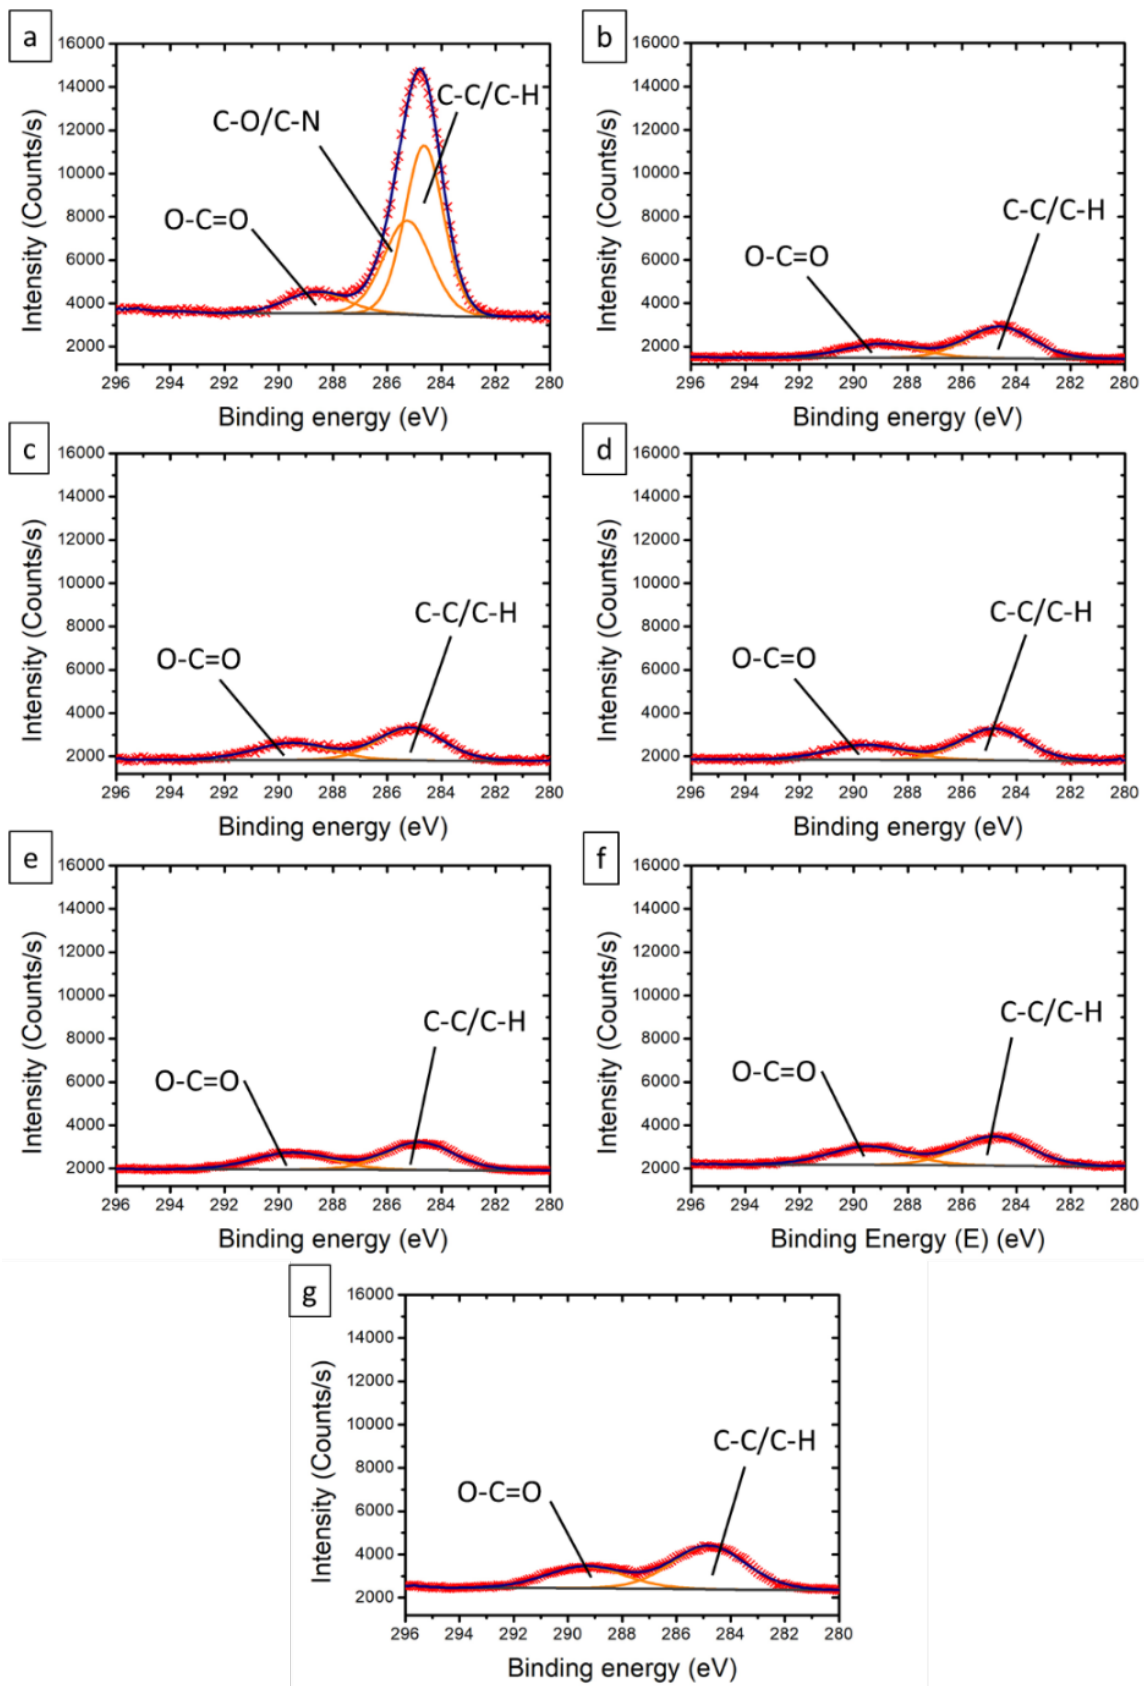 a
16000
14000
12000
10000
8000
6000
4000
2000
Intensity (Counts/s)
C-C/C-H
C-O/C-N
O-C=O
296 294 292 290 288 286 284 282 280
Binding energy (eV)
b
16000
14000
12000
10000
8000
6000
4000
2000
Intensity (Counts/s)
C-C/C-H
O-C=O
296 294 292 290 288 286 284 282 280
Binding energy (eV)
c
16000
14000
12000
10000
8000
6000
4000
2000
Intensity (Counts/s)
C-C/C-H
O-C=O
296 294 292 290 288 286 284 282 280
Binding energy (eV)
d
16000
14000
12000
10000
8000
6000
4000
2000
Intensity (Counts/s)
C-C/C-H
O-C=O
296 294 292 290 288 286 284 282 280
Binding energy (eV)
e
16000
14000
12000
10000
8000
6000
4000
2000
Intensity (Counts/s)
C-C/C-H
O-C=O
296 294 292 290 288 286 284 282 280
Binding energy (eV)
f
16000
14000
12000
10000
8000
6000
4000
2000
Intensity (Counts/s)
C-C/C-H
O-C=O
296 294 292 290 288 286 284 282 280
Binding Energy (E) (eV)
g
16000
14000
12000
10000
8000
6000
4000
2000
Intensity (Counts/s)
C-C/C-H
O-C=O
296 294 292 290 288 286 284 282 280
Binding energy (eV)